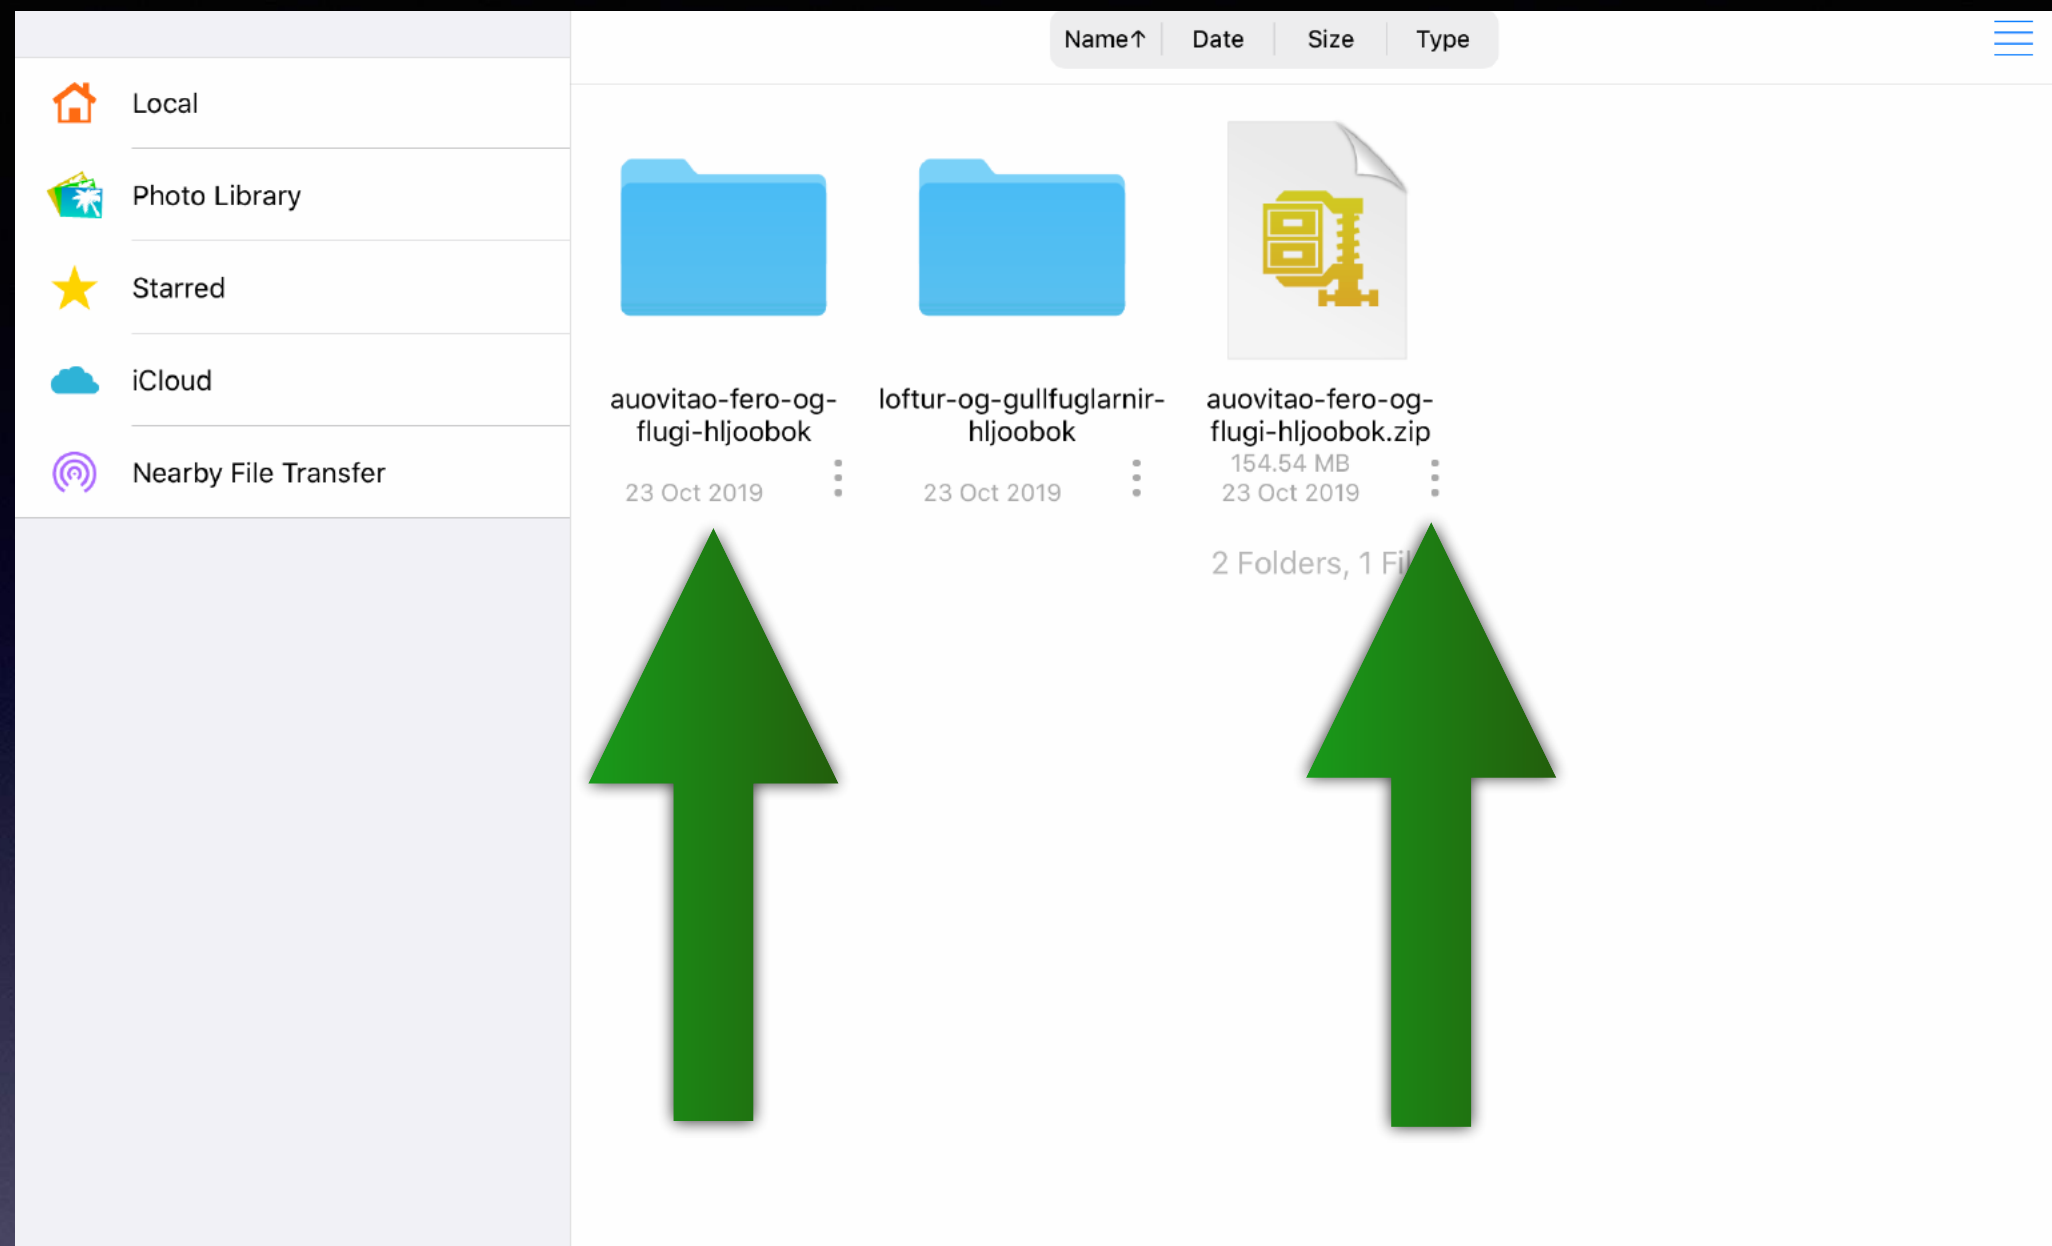 Name↑ Date Size Type
Local
Photo Library
Starred
iCloud
Nearby File Transfer
auovitao-fero-og-
flugi-hljoobok
23 Oct 2019
loftur-og-gullfuglarnir-
hljoobok
23 Oct 2019
auovitao-fero-og-
flugi-hljoobok.zip
154.54 MB
23 Oct 2019
2 Folders, 1